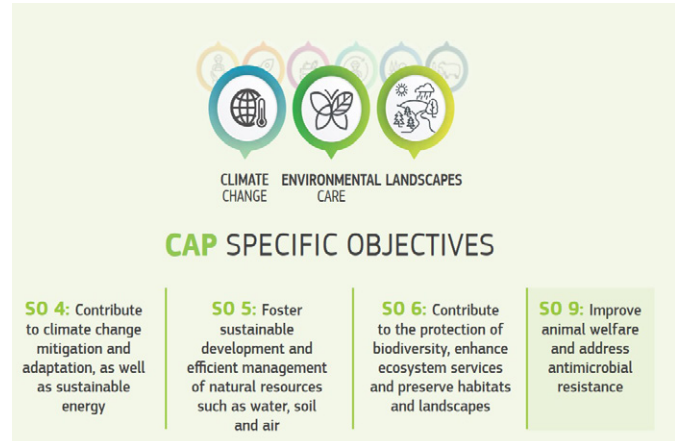 CLIMATE CHANGE
ENVIRONMENTAL CARE
LANDSCAPES
CAP SPECIFIC OBJECTIVES
SO 4: Contribute
to climate change
mitigation and
adaptation, as well
as sustainable
energy
SO 5: Foster
sustainable
development and
efficient management
of natural resources
such as water, soil
and air
SO 6: Contribute
to the protection of
biodiversity, enhance
ecosystem services
and preserve habitats
and landscapes
SO 9: Improve
animal welfare
and address
antimicrobial
resistance